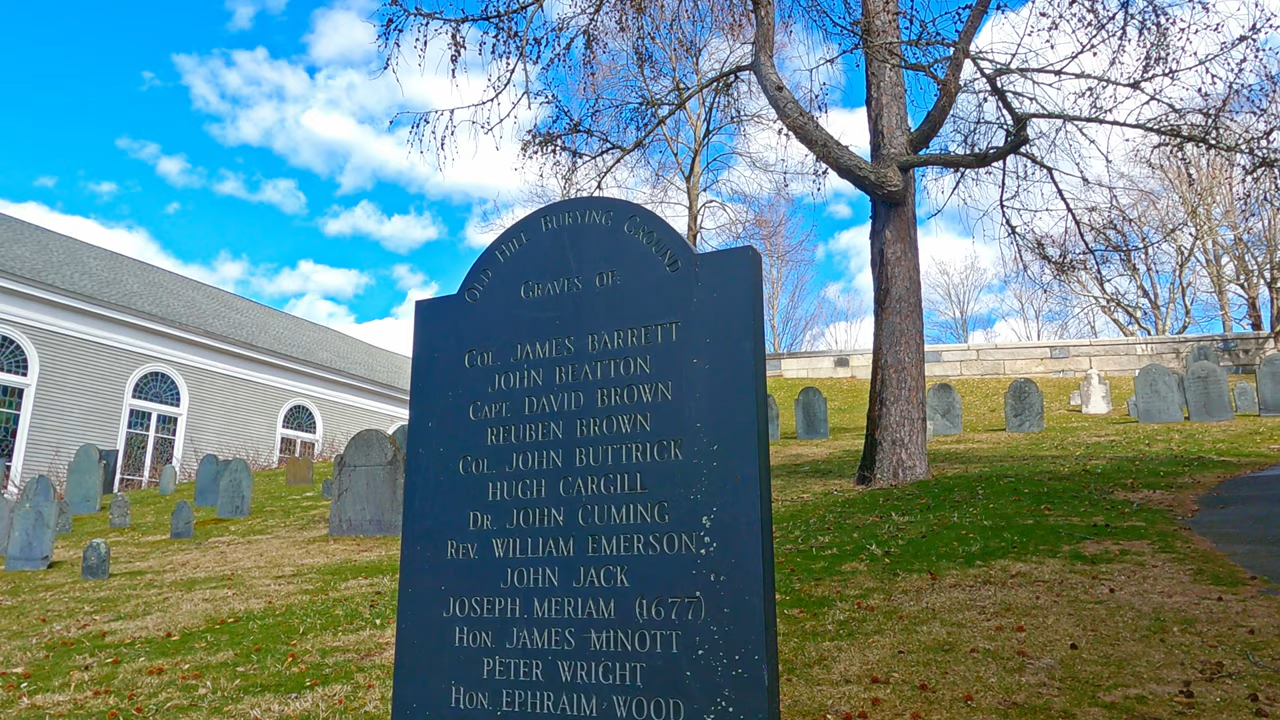 OLD HILL BURYING GROUND
GRAVES OF:
COL. JAMES BARRETT
JOHN BEATTON
CAPT. DAVID BROWN
REUBEN BROWN
COL. JOHN BUTTRICK
HUGH CARGILL
DR. JOHN CUMING
REV. WILLIAM EMERSON
JOHN JACK
JOSEPH MERIAM (1677)
HON. JAMES MINOTT
PETER WRIGHT
HON. EPHRAIM WOOD